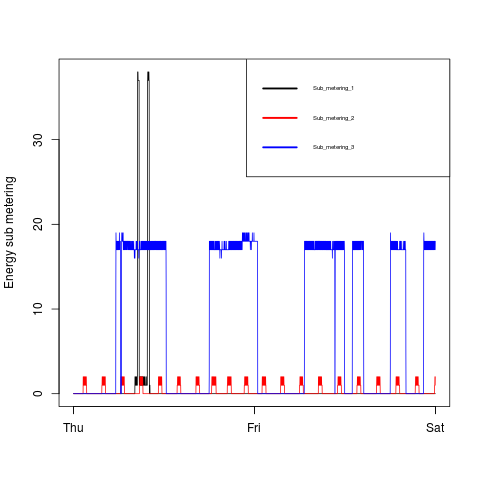 Sub_metering_1
Sub_metering_2
Sub_metering_3
Energy sub metering
30
20
10
0
Thu
Fri
Sat